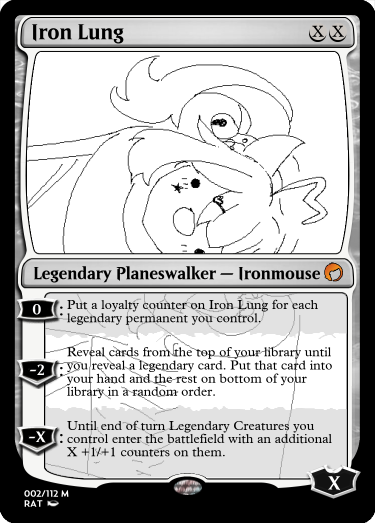 Iron Lung XX
Legendary Planeswalker — Ironmouse
0: Put a loyalty counter on Iron Lung for each
legendary permanent you control.
Reveal cards from the top of your library until
-2: you reveal a legendary card. Put that card into
your hand and the rest on bottom of your
library in a random order.
Until end of turn Legendary Creatures you
-X: control enter the battlefield with an additional
X +1/+1 counters on them.
X
002/112 M
RAT